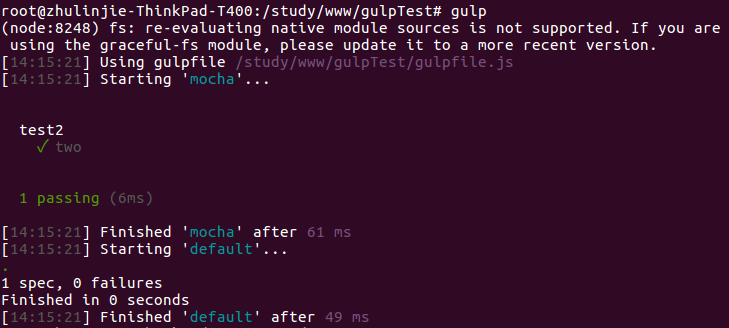 root@zhulinjie-ThinkPad-T400:/study/www/gulpTest# gulp
(node:8248) fs: re-evaluating native module sources is not supported. If you are
using the graceful-fs module, please update it to a more recent version.
[14:15:21] Using gulpfile /study/www/gulpTest/gulpfile.js
[14:15:21] Starting 'mocha'...
test2
✓ two
1 passing (6ms)
[14:15:21] Finished 'mocha' after 61 ms
[14:15:21] Starting 'default'...
.
1 spec, 0 failures
Finished in 0 seconds
[14:15:21] Finished 'default' after 49 ms